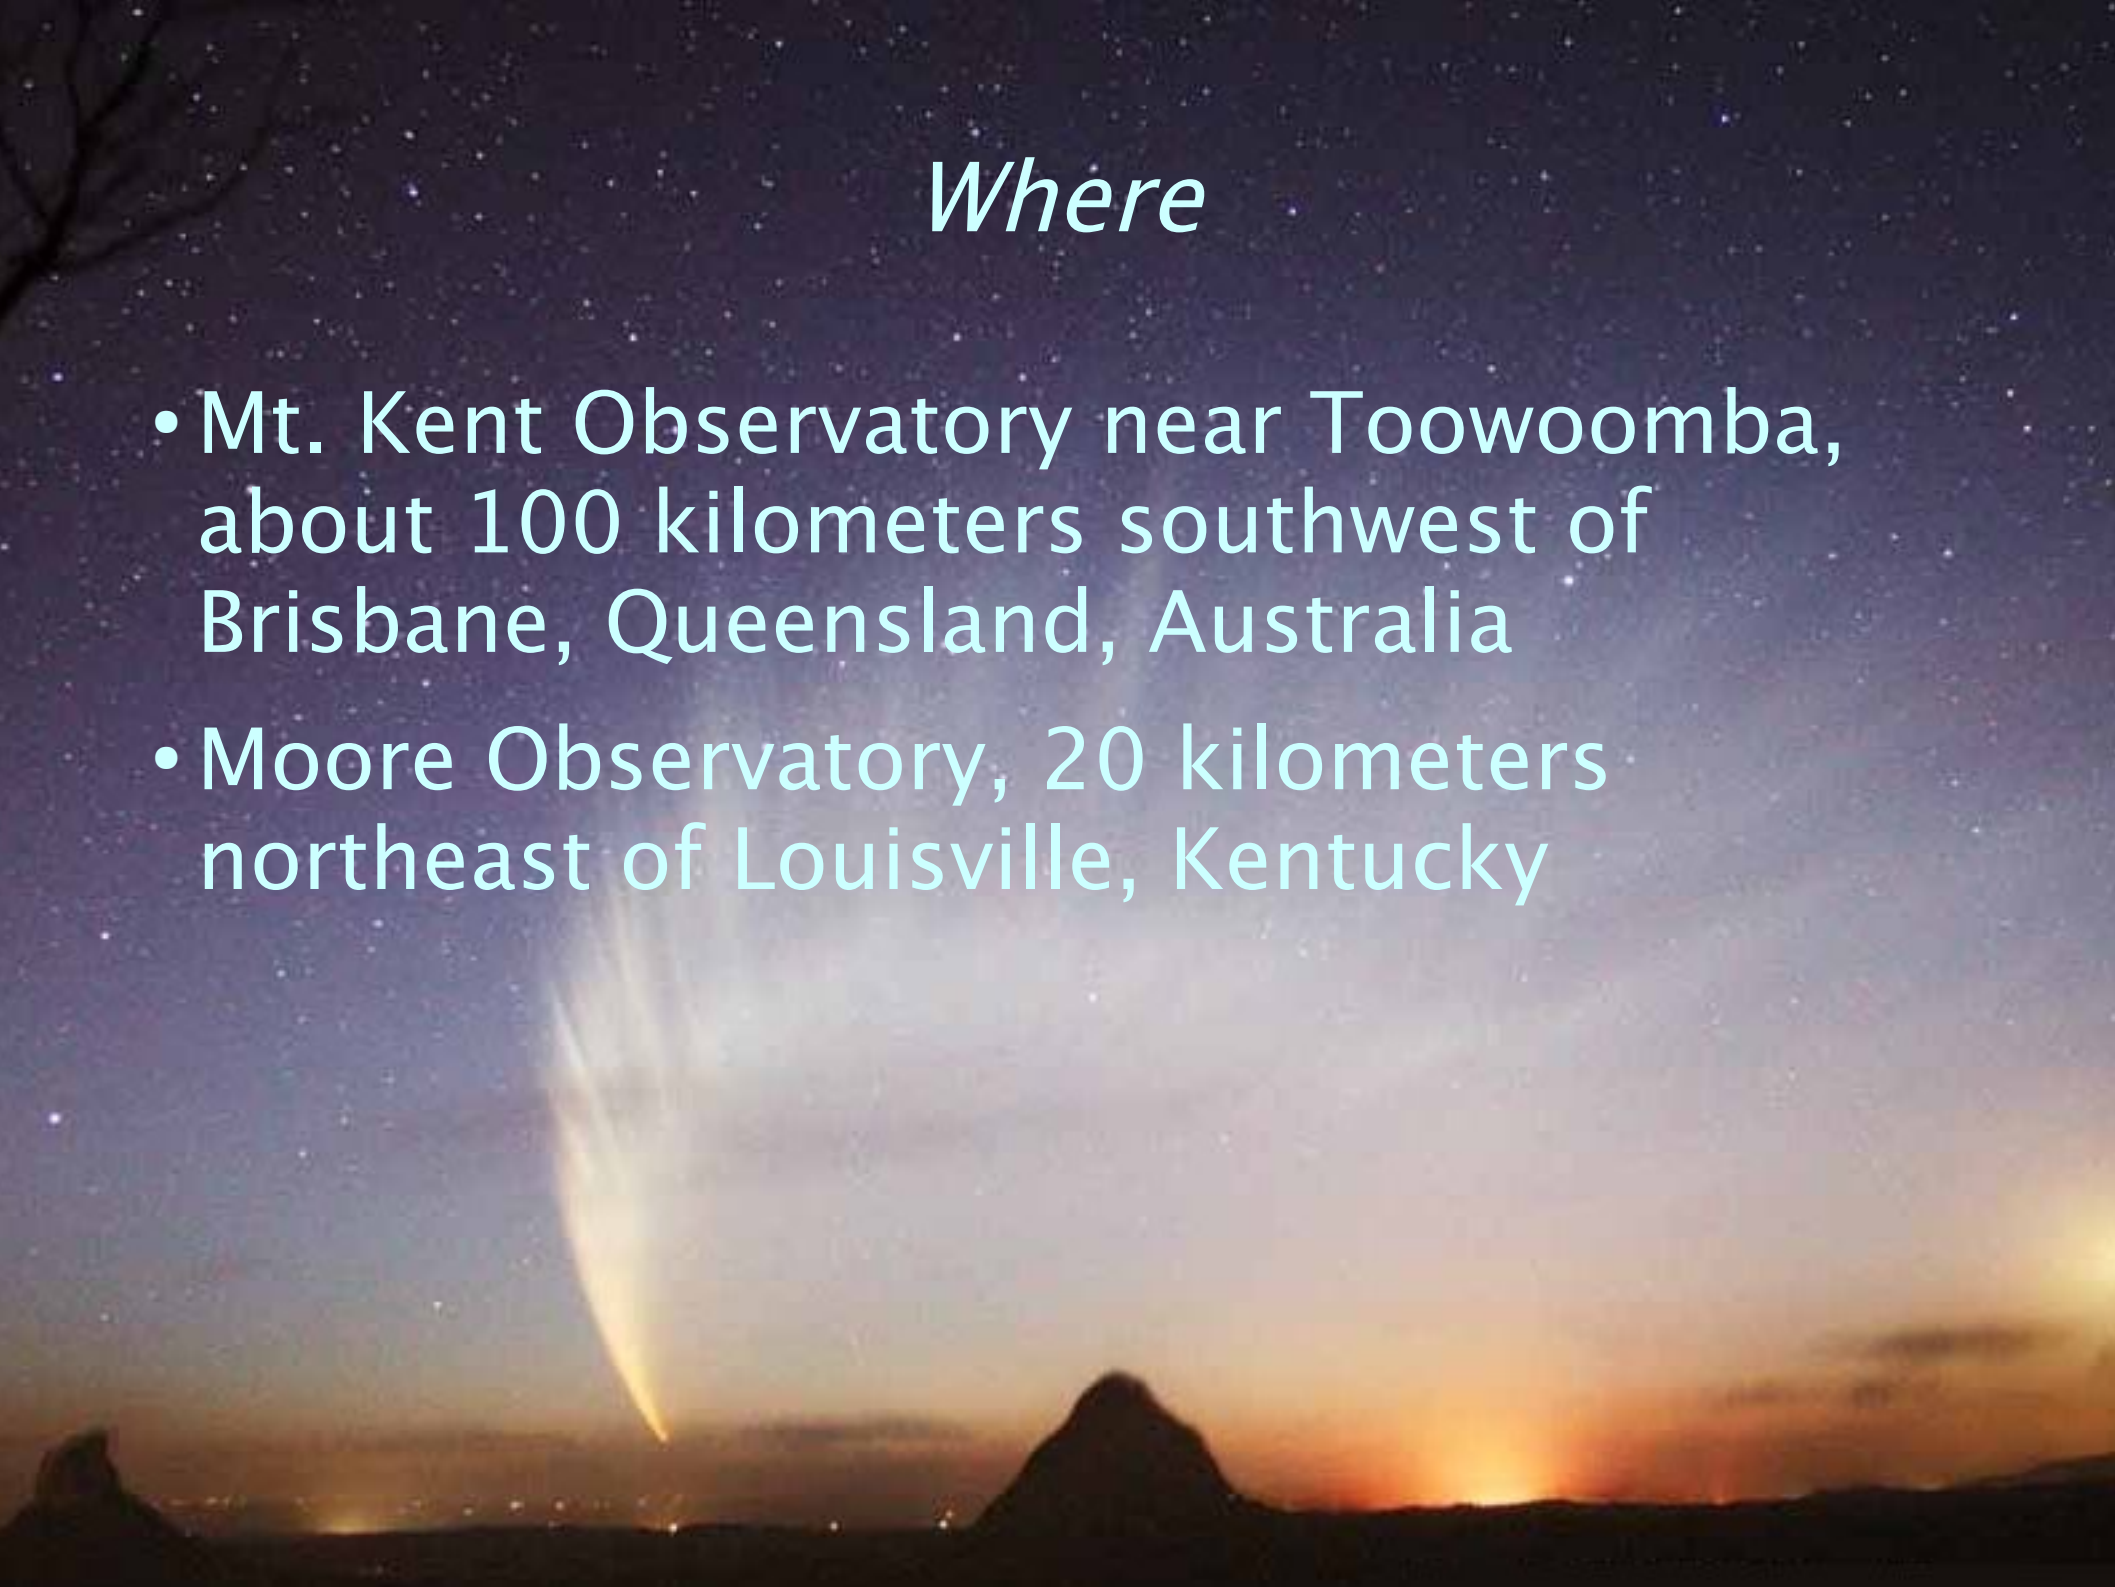 Where
• Mt. Kent Observatory near Toowoomba,
about 100 kilometers southwest of
Brisbane, Queensland, Australia
• Moore Observatory, 20 kilometers
northeast of Louisville, Kentucky